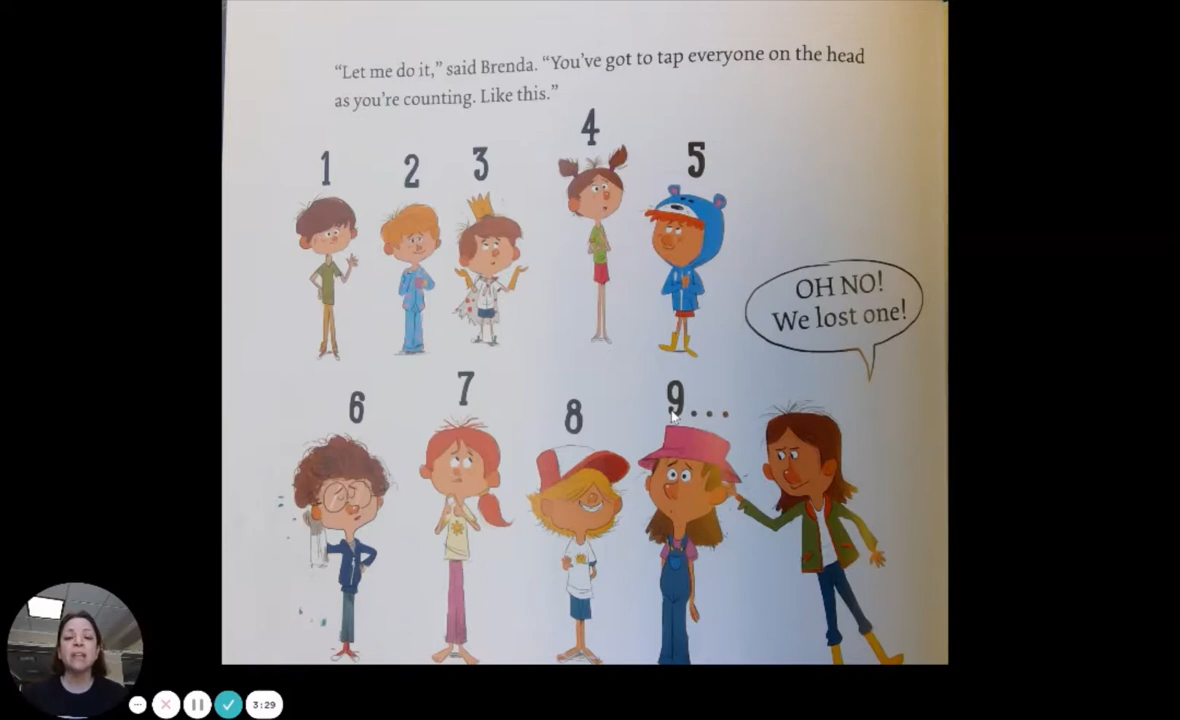 “Let me do it,” said Brenda. “You’ve got to tap everyone on the head
as you’re counting. Like this.”
1 2 3 4 5
OH NO!
We lost one!
6 7 8 9...
3:29